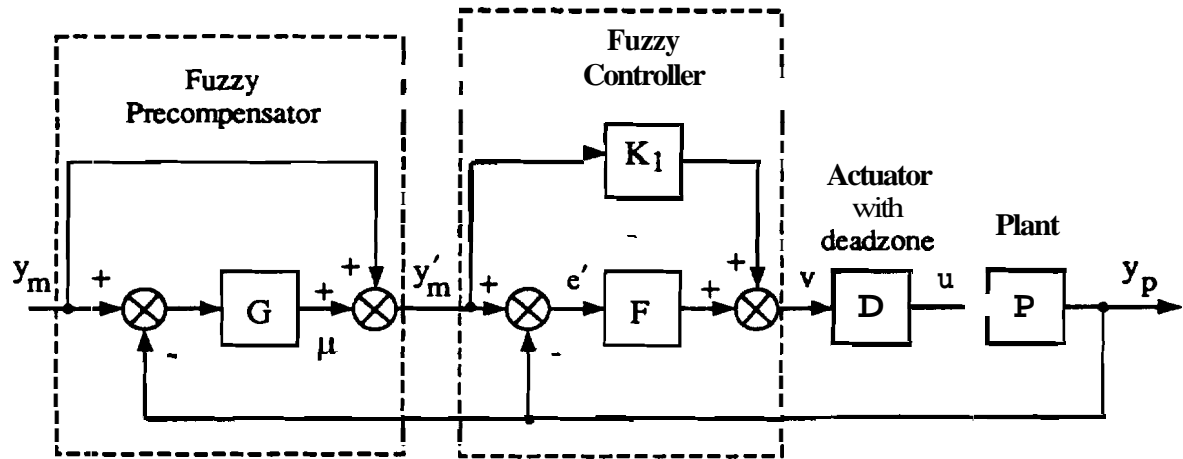 Fuzzy
Precompensator
Fuzzy
Controller
K₁
Actuator
with
deadzone
Plant
yₘ
+
-
G
+
μ
+
y′ₘ
+
e′
-
F
+
+
v
D
u
P
yₚ